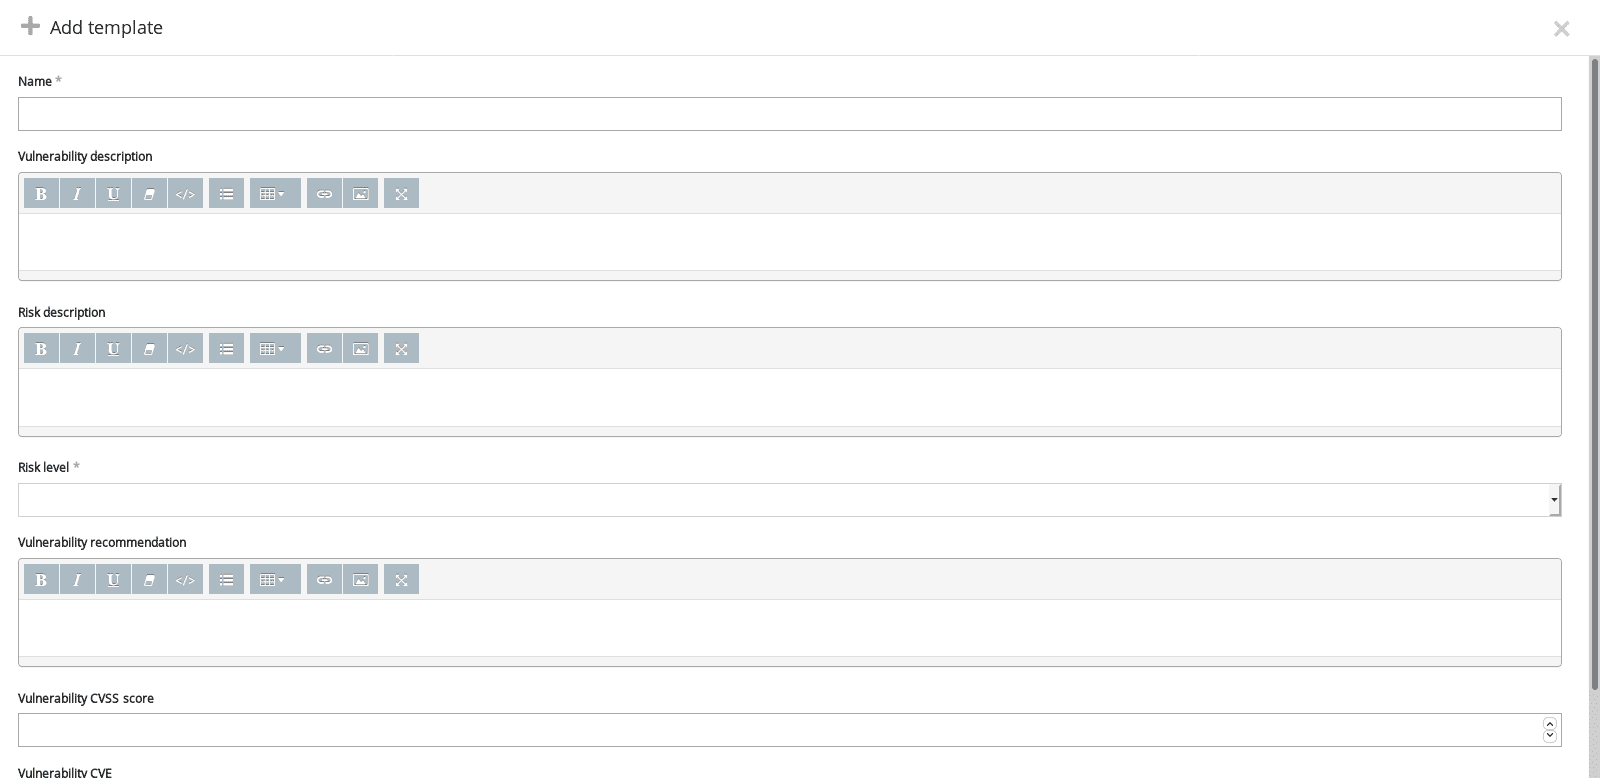 Add template
Name *
Vulnerability description
B I U </>
Risk description
B I U </>
Risk level *
Vulnerability recommendation
B I U </>
Vulnerability CVSS score
Vulnerability CVE